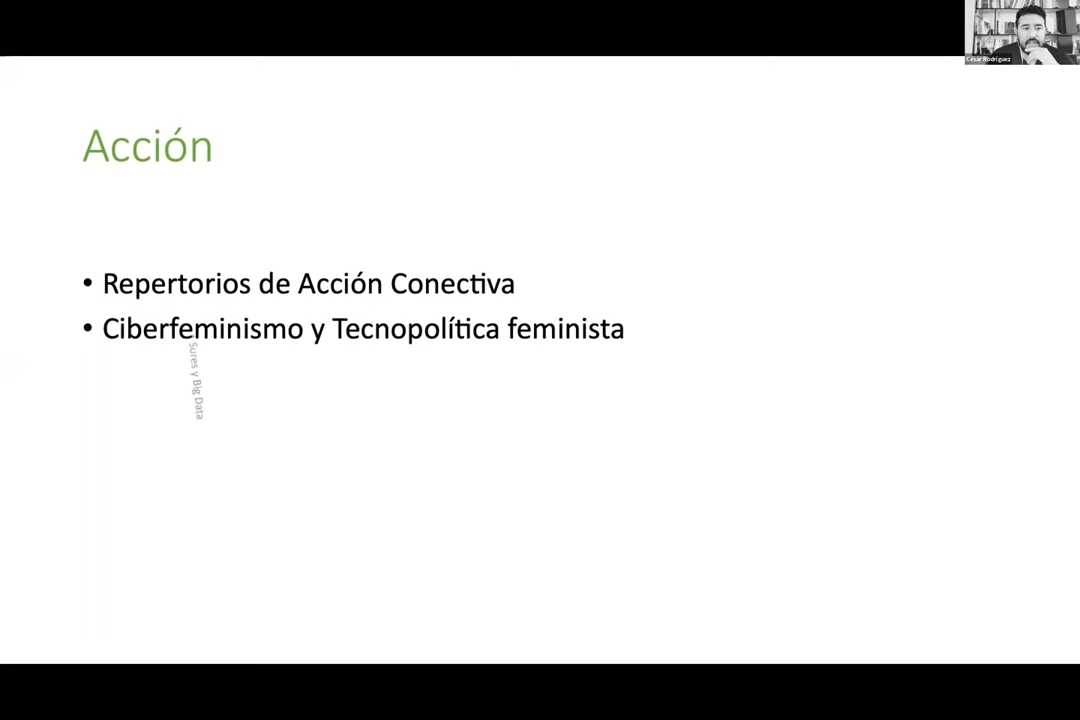 César Rodríguez
Acción
• Repertorios de Acción Conectiva
• Ciberfeminismo y Tecnopolítica feminista
Sures y Big Data